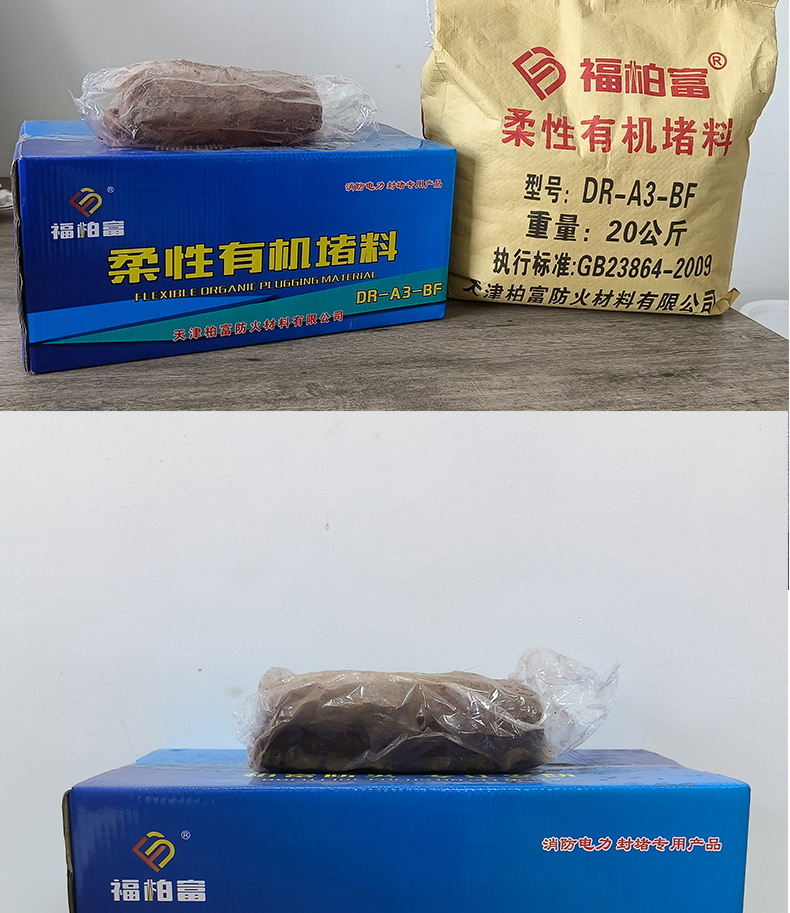 福柏富®
消防电力 封堵专用产品
柔性有机堵料
FLEXIBLE ORGANIC PLUGGING MATERIAL
DR-A3-BF
天津柏富防火材料有限公司
福柏富®
柔性有机堵料
型号: DR-A3-BF
重量: 20公斤
执行标准:GB23864-2009
天津柏富防火材料有限公司
福柏富®
消防电力 封堵专用产品